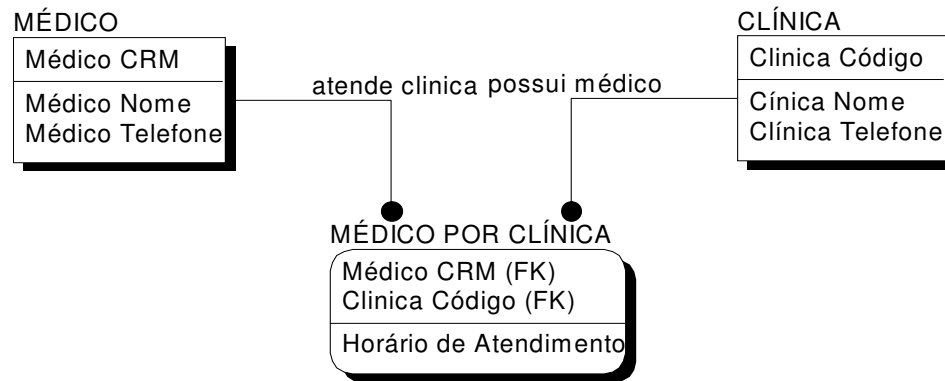 MÉDICO
Médico CRM
Médico Nome
Médico Telefone
atende clinica
possui médico
CLÍNICA
Clinica Código
Cínica Nome
Clínica Telefone
MÉDICO POR CLÍNICA
Médico CRM (FK)
Clinica Código (FK)
Horário de Atendimento